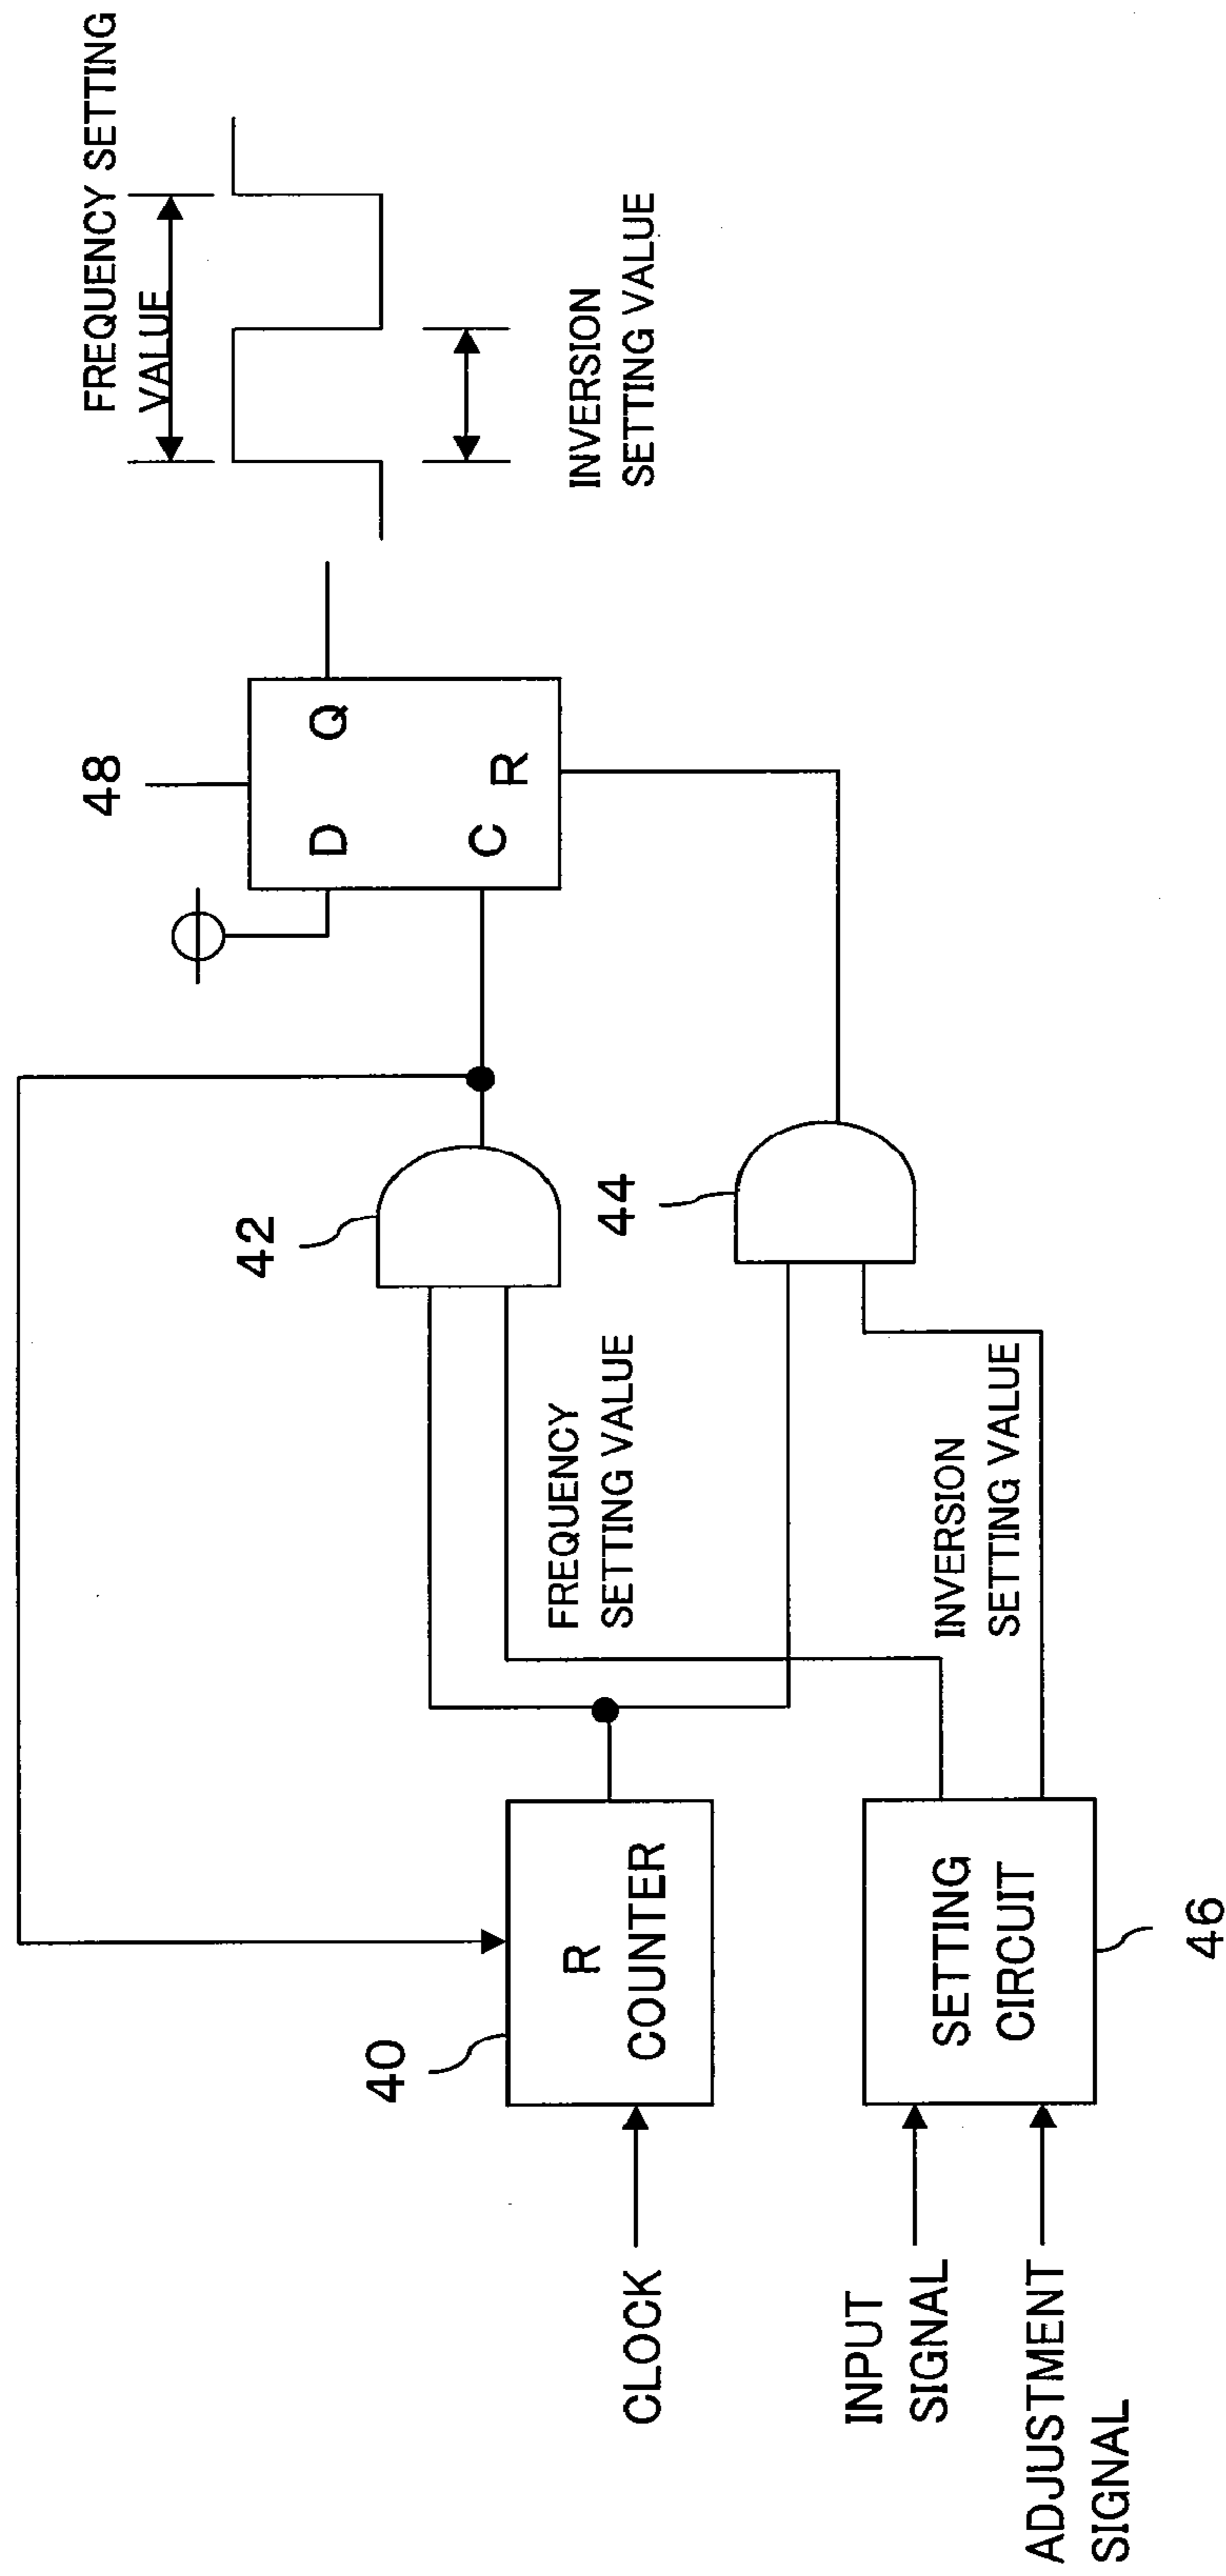 FREQUENCY SETTING
VALUE
INVERSION
SETTING VALUE
48
D
Q
C
R
42
44
FREQUENCY
SETTING VALUE
INVERSION
SETTING VALUE
40
R
COUNTER
CLOCK
SETTING
CIRCUIT
46
INPUT
SIGNAL
ADJUSTMENT
SIGNAL